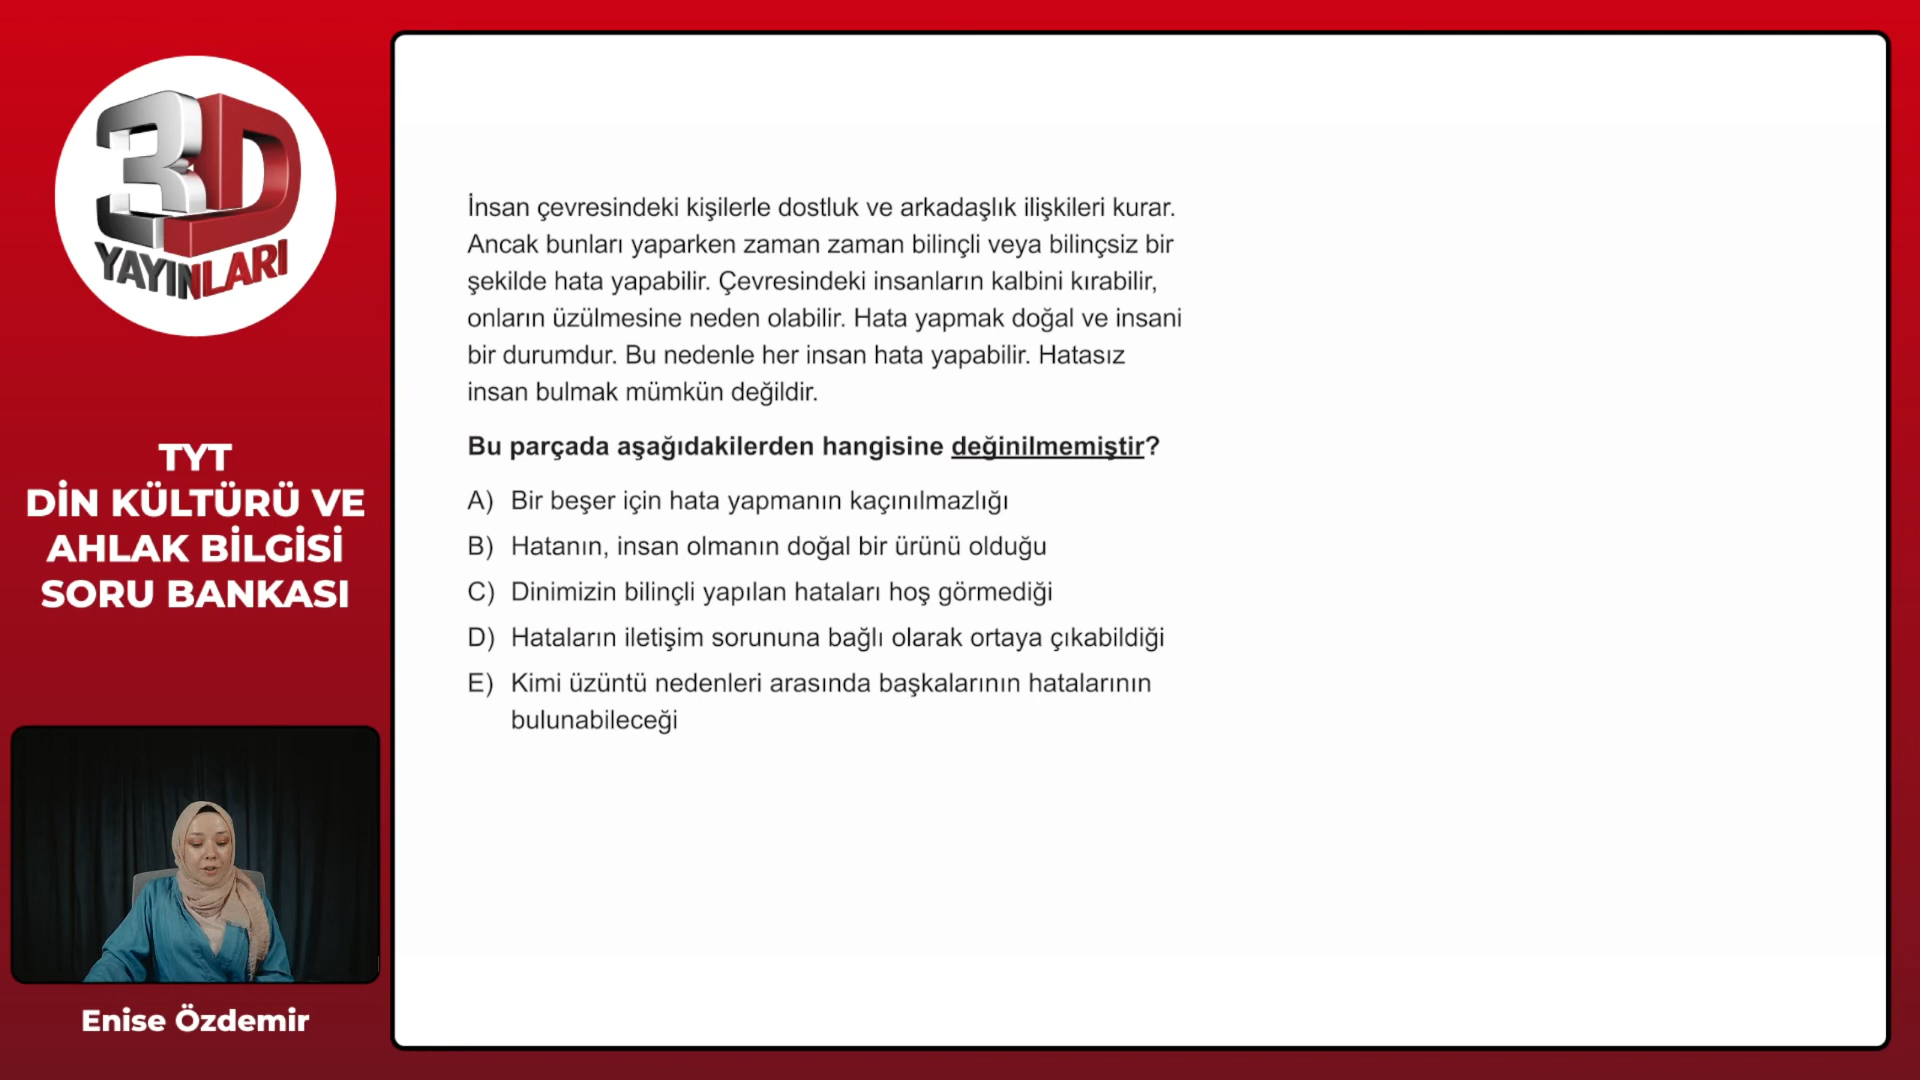 3D
YAYINLARI
TYT
DİN KÜLTÜRÜ VE
AHLAK BİLGİSİ
SORU BANKASI
Enise Özdemir
İnsan çevresindeki kişilerle dostluk ve arkadaşlık ilişkileri kurar.
Ancak bunları yaparken zaman zaman bilinçli veya bilinçsiz bir
şekilde hata yapabilir. Çevresindeki insanların kalbini kırabilir,
onların üzülmesine neden olabilir. Hata yapmak doğal ve insani
bir durumdur. Bu nedenle her insan hata yapabilir. Hatasız
insan bulmak mümkün değildir.
Bu parçada aşağıdakilerden hangisine değinilmemiştir?
A) Bir beşer için hata yapmanın kaçınılmazlığı
B) Hatanın, insan olmanın doğal bir ürünü olduğu
C) Dinimizin bilinçli yapılan hataları hoş görmediği
D) Hataların iletişim sorununa bağlı olarak ortaya çıkabildiği
E) Kimi üzüntü nedenleri arasında başkalarının hatalarının
bulunabileceği